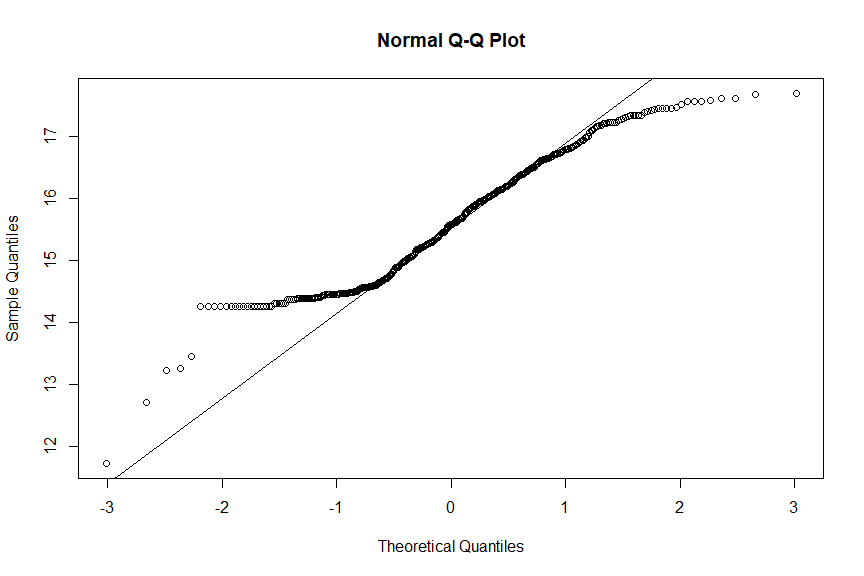 Normal Q-Q Plot
Sample Quantiles
17
16
15
14
13
12
-3 -2 -1 0 1 2 3
Theoretical Quantiles